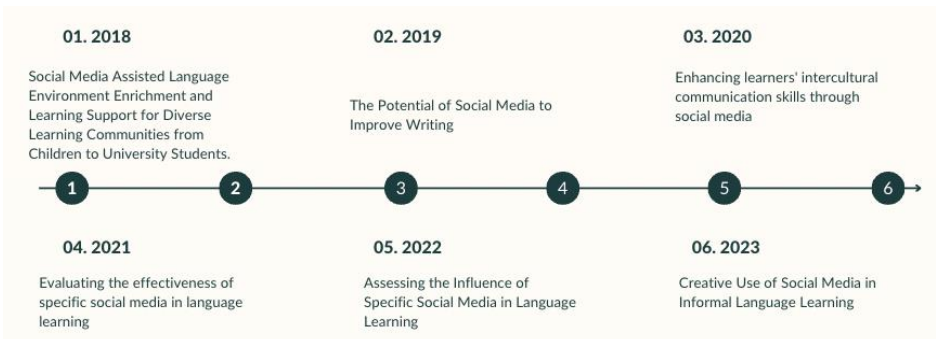 01. 2018
Social Media Assisted Language
Environment Enrichment and
Learning Support for Diverse
Learning Communities from
Children to University Students.
02. 2019
The Potential of Social Media to
Improve Writing
03. 2020
Enhancing learners' intercultural
communication skills through
social media
1 2 3 4 5 6
04. 2021
Evaluating the effectiveness of
specific social media in language
learning
05. 2022
Assessing the Influence of
Specific Social Media in Language
Learning
06. 2023
Creative Use of Social Media in
Informal Language Learning